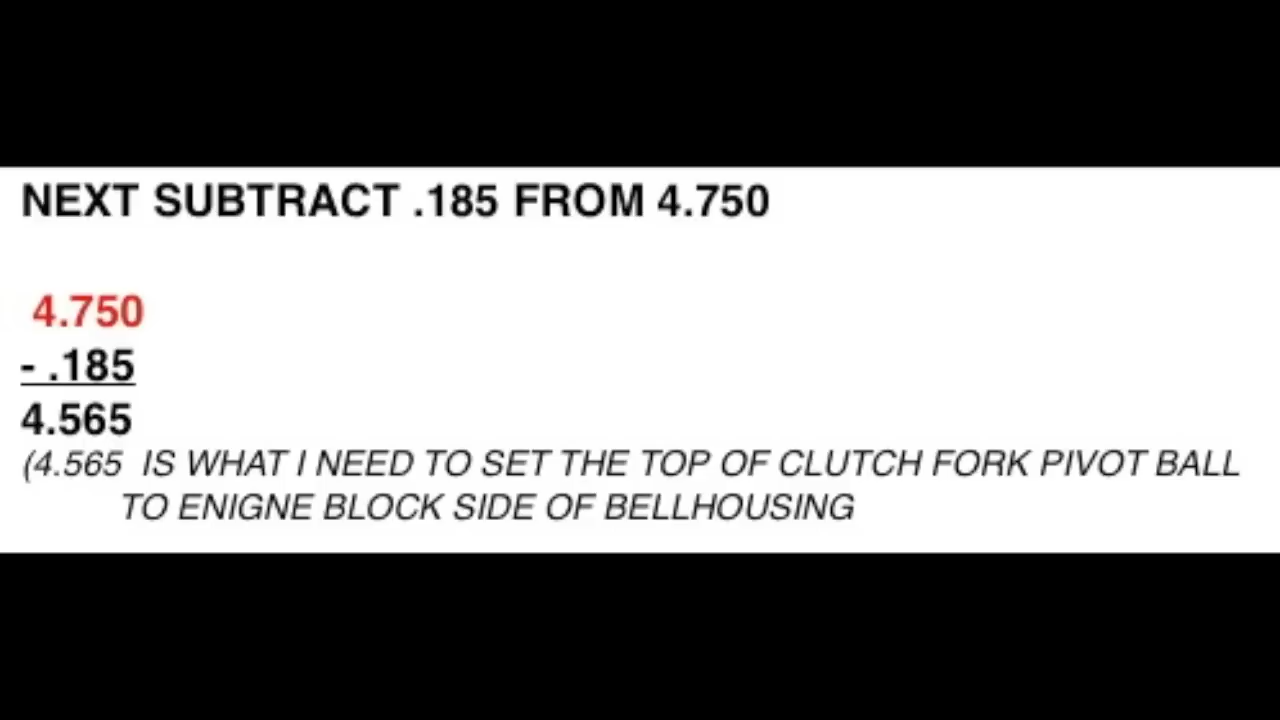 NEXT SUBTRACT .185 FROM 4.750
4.750
- .185
4.565
(4.565 IS WHAT I NEED TO SET THE TOP OF CLUTCH FORK PIVOT BALL
TO ENIGNE BLOCK SIDE OF BELLHOUSING